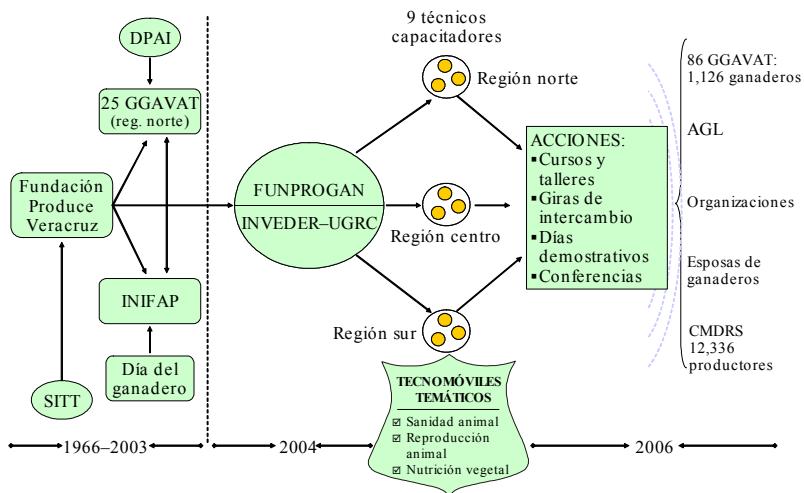 DPAI
25 GGAVAT
(reg. norte)
Fundación
Produce
Veracruz
INIFAP
Día del
ganadero
SITT
1966–2003
FUNPROGAN
INVEDER–UGRC
2004
9 técnicos
capacitadores
Región norte
Región centro
Región sur
TECNOMÓVILES
TEMÁTICOS
☑ Sanidad animal
☑ Reproducción
animal
☑ Nutrición vegetal
ACCIONES:
▪Cursos y
talleres
▪Giras de
intercambio
▪Días
demostrativos
▪Conferencias
86 GGAVAT:
1,126 ganaderos
AGL
Organizaciones
Esposas de
ganaderos
CMDRS
12,336
productores
2006